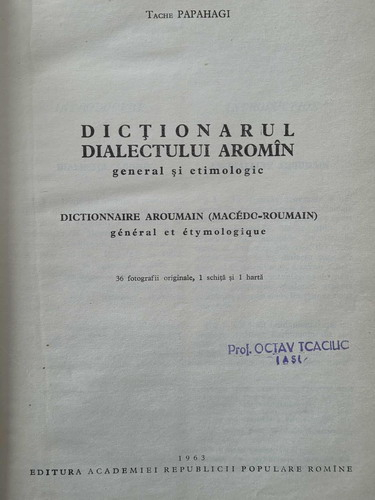 Tache PAPAHAGI
DICȚIONARUL
DIALECTULUI AROMÎN
general și etimologic
DICTIONNAIRE AROUMAIN (MACÉDO-ROUMAIN)
général et étymologique
36 fotografii originale, 1 schiță și 1 hartă
Prof. OCTAV TCACIUC
IASI
1963
EDITURA ACADEMIEI REPUBLICII POPULARE ROMÎNE